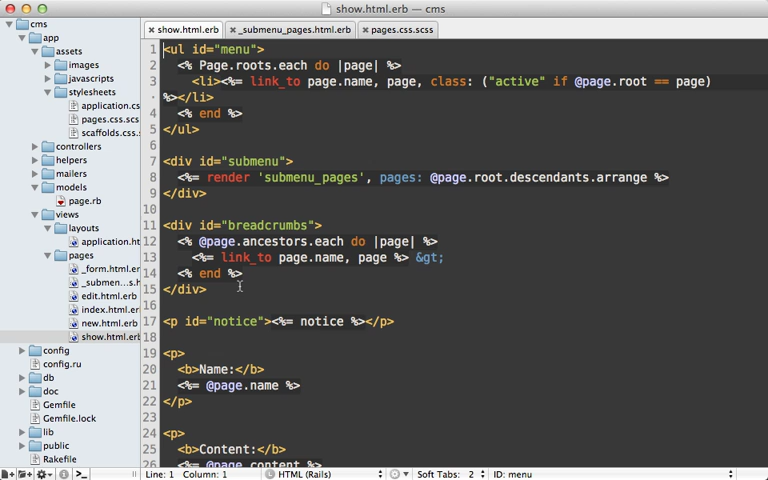 show.html.erb — cms
cms
app
assets
images
javascripts
stylesheets
application.cs
pages.css.scs
scaffolds.css.s
controllers
helpers
mailers
models
page.rb
views
layouts
application.ht
pages
_form.html.er
_submen...s.h
edit.html.erb
index.html.erb
new.html.erb
show.html.erb
config
config.ru
db
doc
Gemfile
Gemfile.lock
lib
public
Rakefile
show.html.erb
_submenu_pages.html.erb
pages.css.scss
1 <ul id="menu">
2 <% Page.roots.each do |page| %>
3 <li><%= link_to page.name, page, class: ("active" if @page.root == page)
%></li>
4 <% end %>
5 </ul>
6
7 <div id="submenu">
8 <%= render 'submenu_pages', pages: @page.root.descendants.arrange %>
9 </div>
10
11 <div id="breadcrumbs">
12 <% @page.ancestors.each do |page| %>
13 <%= link_to page.name, page %> &gt;
14 <% end %>
15 </div>
16
17 <p id="notice"><%= notice %></p>
18
19 <p>
20 <b>Name:</b>
21 <%= @page.name %>
22 </p>
23
24 <p>
25 <b>Content:</b>
26 <%= @page.content %>
Line: 1 Column: 1
HTML (Rails)
Soft Tabs: 2
ID: menu